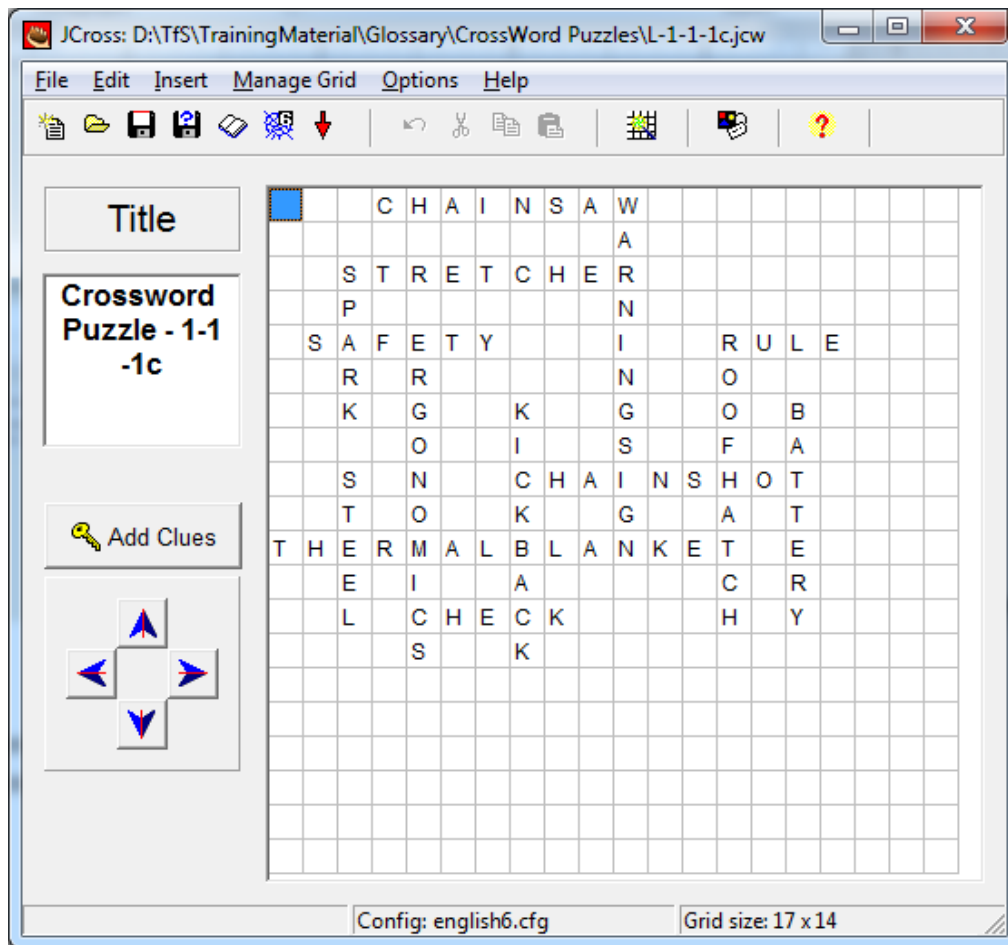 JCross: D:\TfS\TrainingMaterial\Glossary\CrossWord Puzzles\L-1-1-1c.jcw
File Edit Insert Manage Grid Options Help
Title
Crossword
Puzzle - 1-1
-1c
Add Clues
C H A I N S A W
A
S T R E T C H E R
P N
S A F E T Y I R U L E
R R N O
K G K G O B
O I S F A
S N C H A I N S H O T
T O K G A T
T H E R M A L B L A N K E T E
E I A C R
L C H E C K H Y
S K
Config: english6.cfg
Grid size: 17 x 14